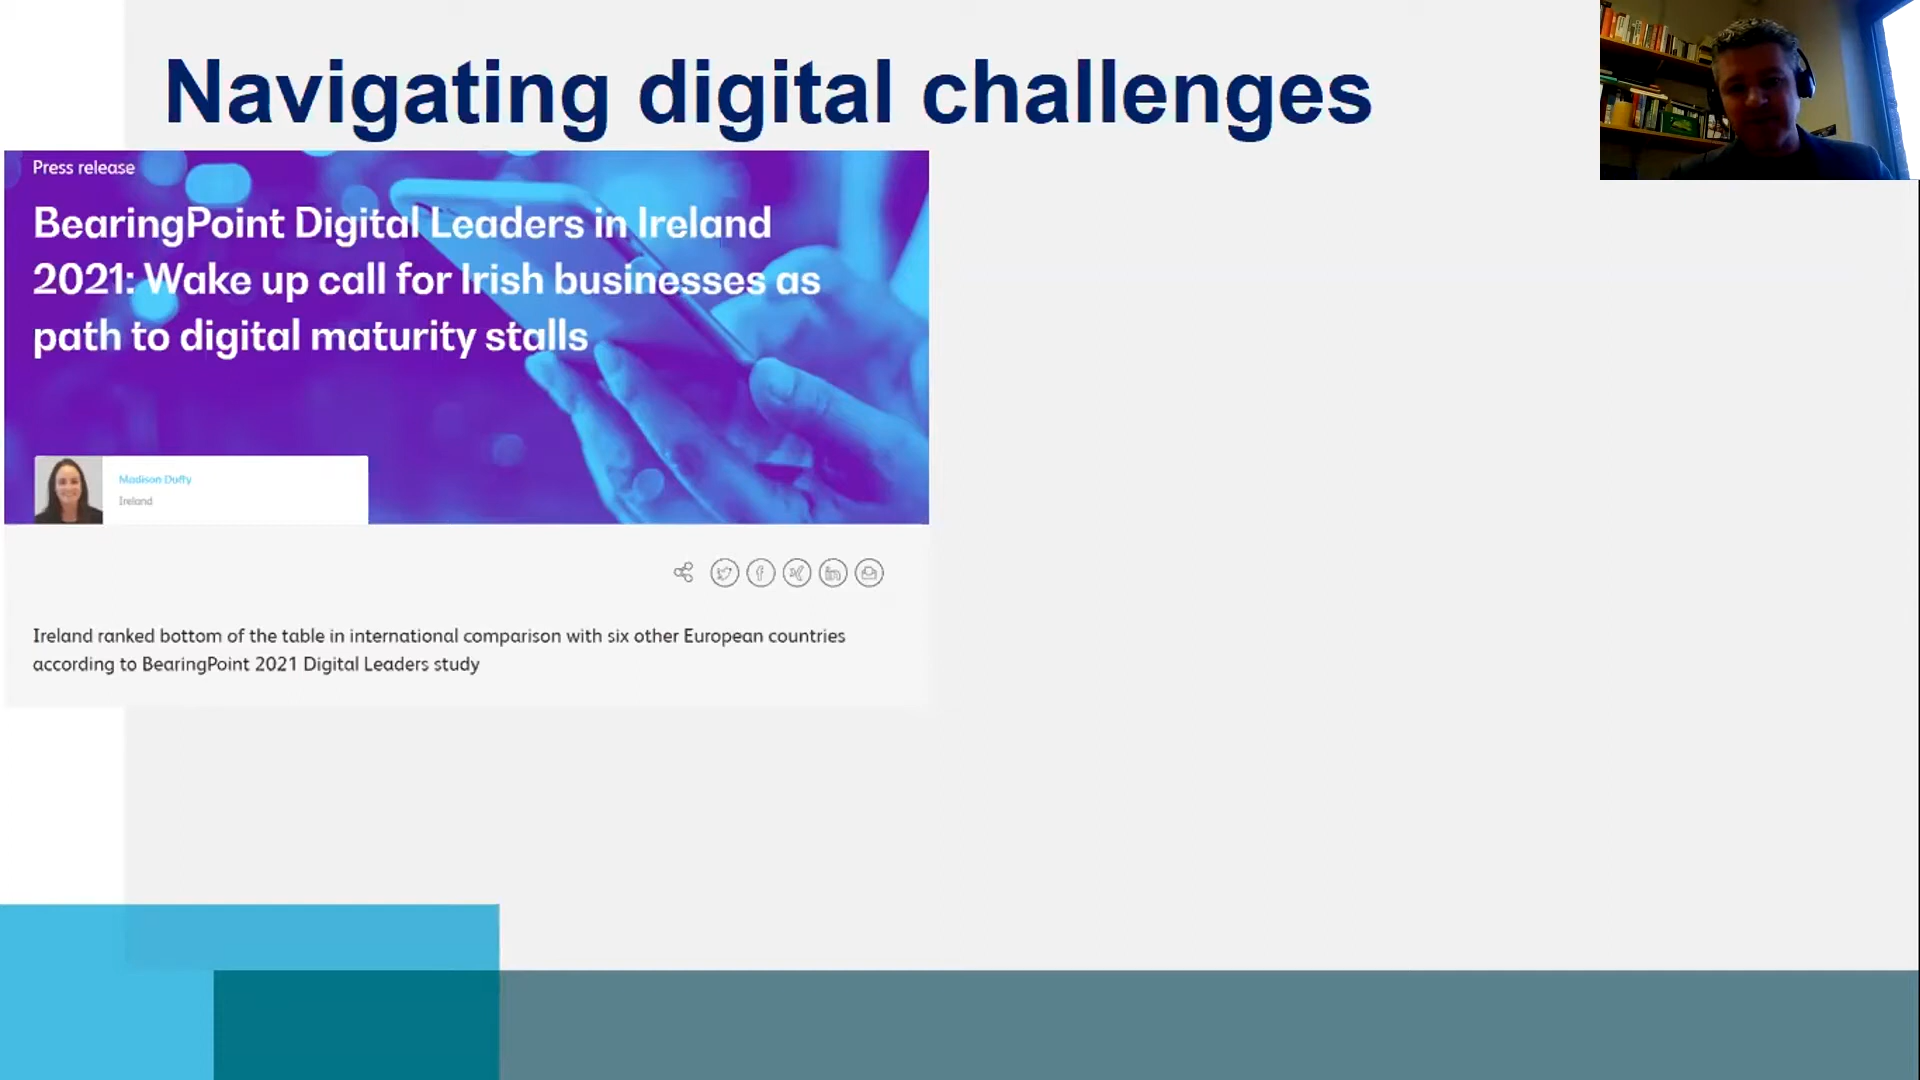 Navigating digital challenges
Press release
BearingPoint Digital Leaders in Ireland
2021: Wake up call for Irish businesses as
path to digital maturity stalls
Madison Duffy
Ireland
Ireland ranked bottom of the table in international comparison with six other European countries
according to BearingPoint 2021 Digital Leaders study